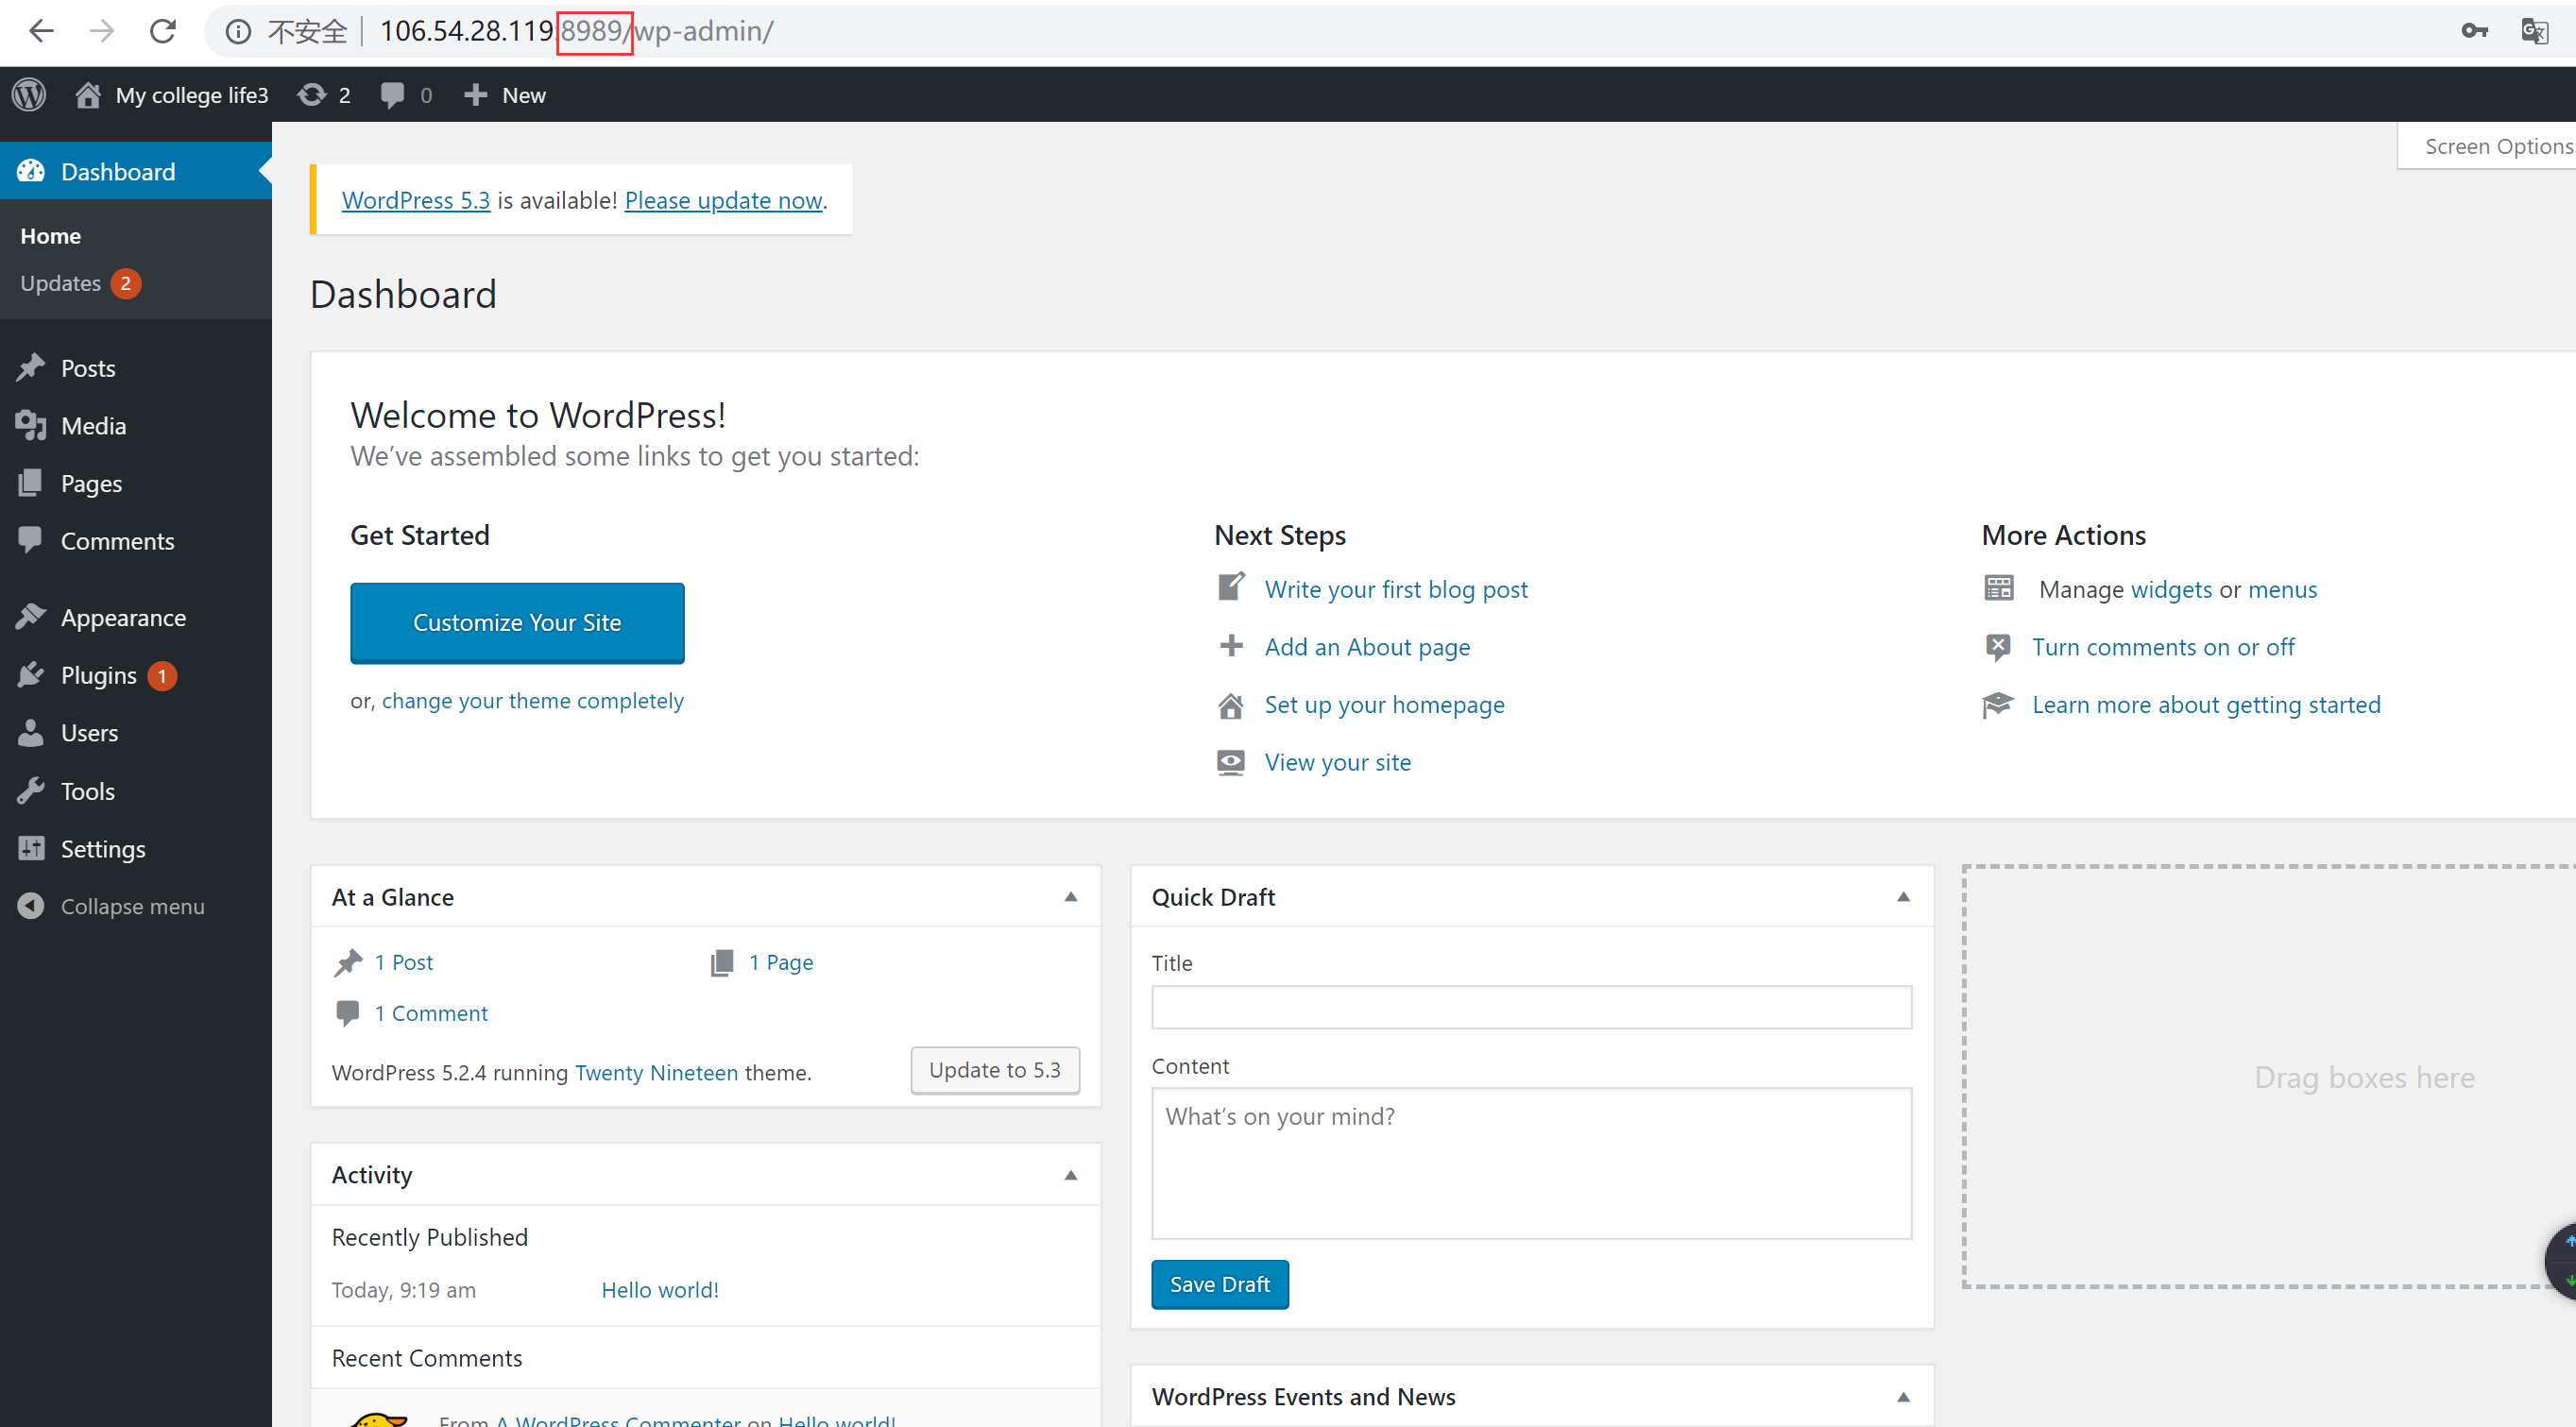 不安全 106.54.28.119:8989/wp-admin/
My college life3 2 0 New
Screen Options
Dashboard
Home
Updates 2
Posts
Media
Pages
Comments
Appearance
Plugins 1
Users
Tools
Settings
Collapse menu
WordPress 5.3 is available! Please update now.
Dashboard
Welcome to WordPress!
We’ve assembled some links to get you started:
Get Started
Customize Your Site
or, change your theme completely
Next Steps
Write your first blog post
Add an About page
Set up your homepage
View your site
More Actions
Manage widgets or menus
Turn comments on or off
Learn more about getting started
At a Glance
1 Post
1 Page
1 Comment
WordPress 5.2.4 running Twenty Nineteen theme.
Update to 5.3
Activity
Recently Published
Today, 9:19 am Hello world!
Recent Comments
From A WordPress Commenter on Hello world!
Quick Draft
Title
Content
What’s on your mind?
Save Draft
WordPress Events and News
Drag boxes here